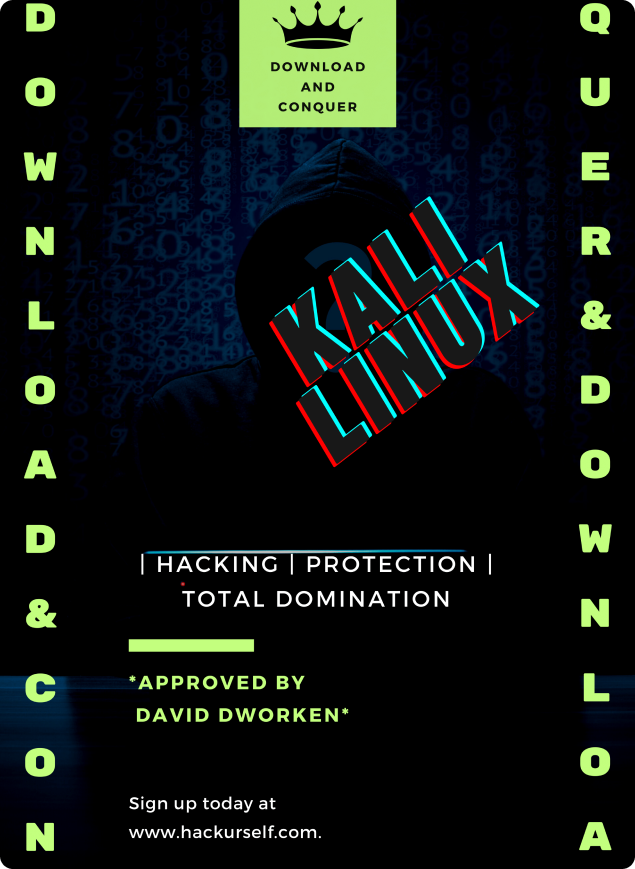 DOWNLOAD
AND
CONQUER
DOWNLOAD&CON
QUER&DOWNLOA
KALI
LINUX
| HACKING | PROTECTION |
TOTAL DOMINATION
*APPROVED BY
DAVID DWORKEN*
Sign up today at
www.hackurself.com.